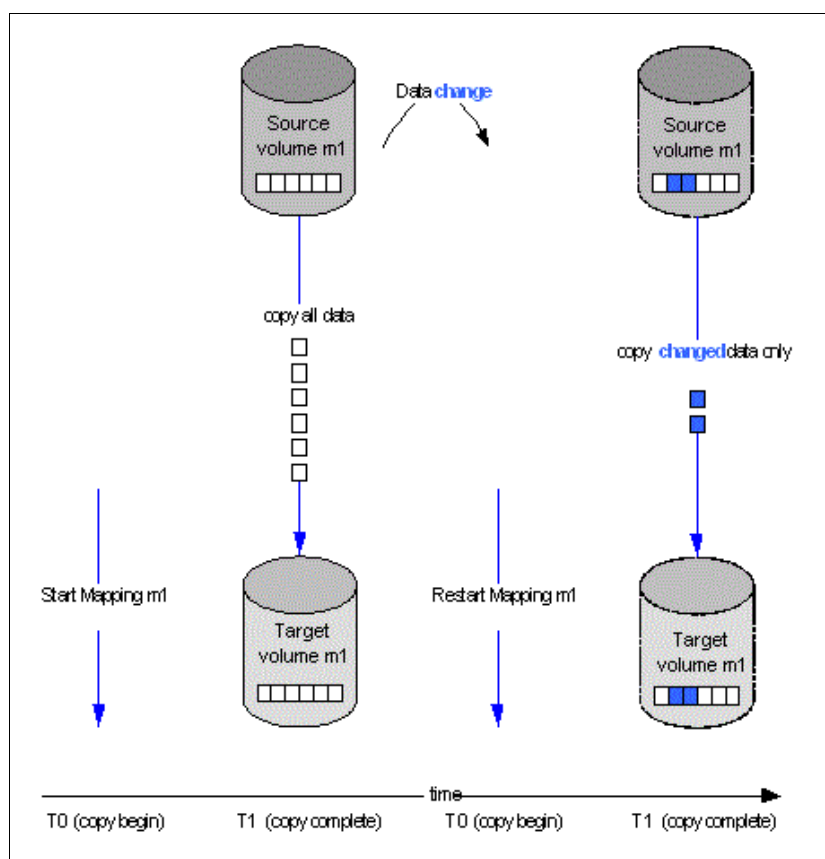 Data change
Source
volume m1
Source
volume m1
copy all data
copy changed data only
Start Mapping m1
Restart Mapping m1
Target
volume m1
Target
volume m1
time
T0 (copy begin)
T1 (copy complete)
T0 (copy begin)
T1 (copy complete)